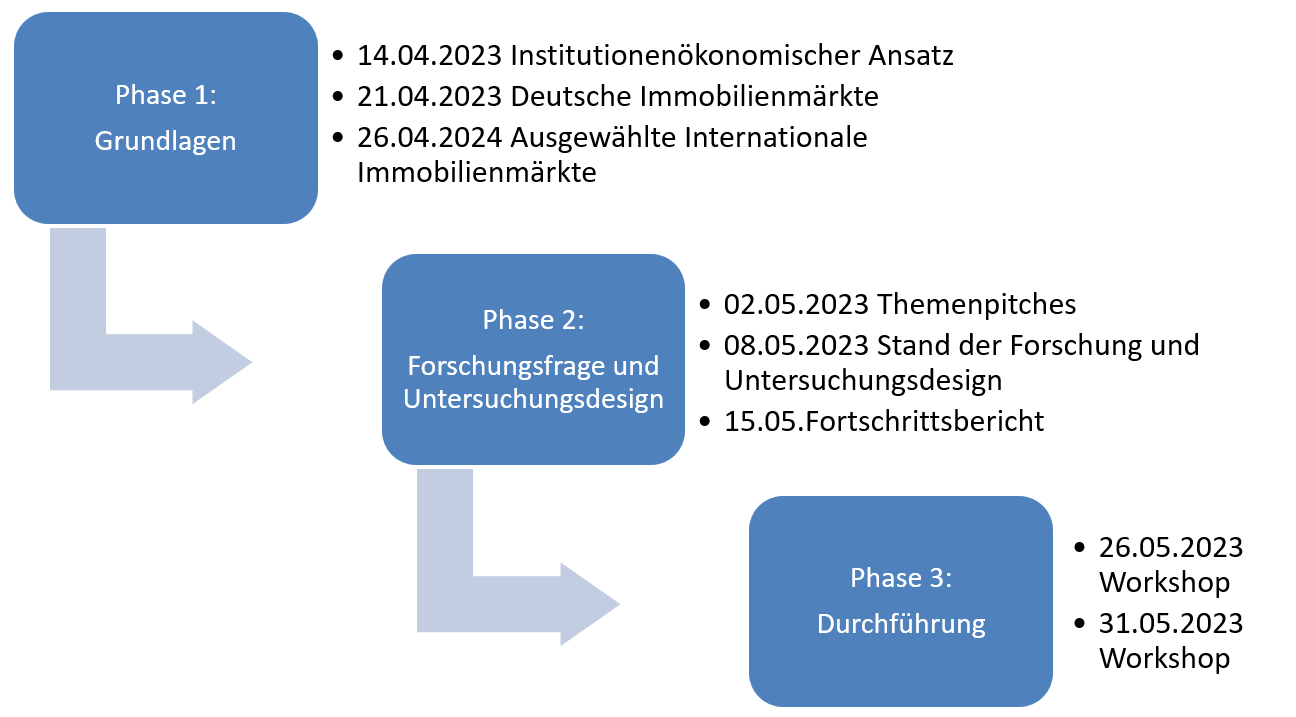 Phase 1:
Grundlagen
• 14.04.2023 Institutionenökonomischer Ansatz
• 21.04.2023 Deutsche Immobilienmärkte
• 26.04.2024 Ausgewählte Internationale
Immobilienmärkte
Phase 2:
Forschungsfrage und
Untersuchungsdesign
• 02.05.2023 Themenpitches
• 08.05.2023 Stand der Forschung und
Untersuchungsdesign
• 15.05.Fortschrittsbericht
Phase 3:
Durchführung
• 26.05.2023
Workshop
• 31.05.2023
Workshop